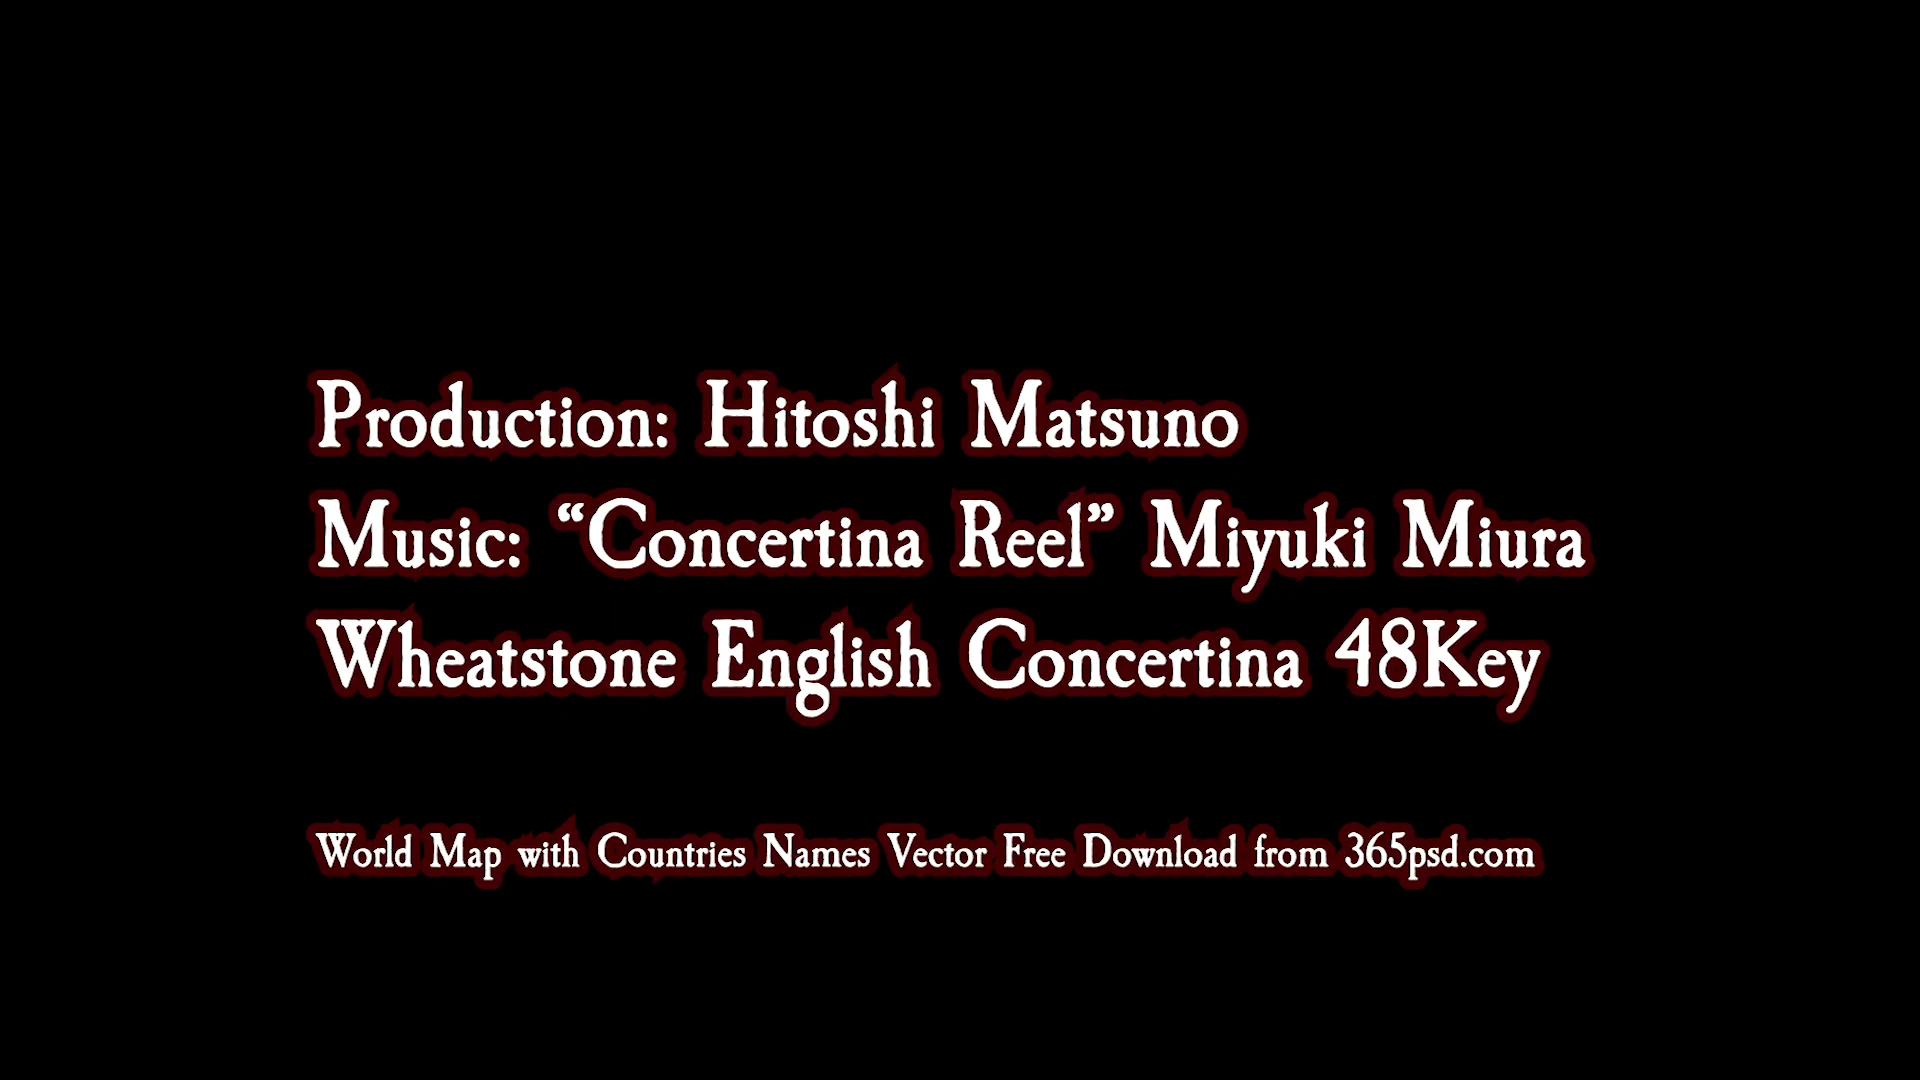 Production: Hitoshi Matsuno
Music: “Concertina Reel” Miyuki Miura
Wheatstone English Concertina 48Key
World Map with Countries Names Vector Free Download from 365psd.com